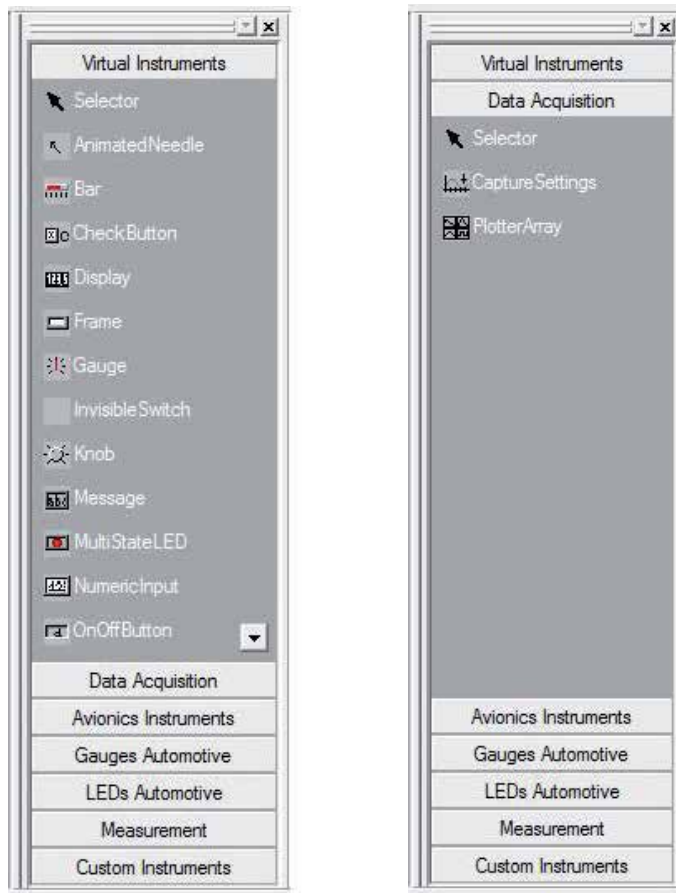 Virtual Instruments
Selector
AnimatedNeedle
Bar
CheckButton
Display
Frame
Gauge
InvisibleSwitch
Knob
Message
MultiStateLED
NumericInput
OnOffButton
Data Acquisition
Avionics Instruments
Gauges Automotive
LEDs Automotive
Measurement
Custom Instruments
Virtual Instruments
Data Acquisition
Selector
CaptureSettings
PlotterArray
Avionics Instruments
Gauges Automotive
LEDs Automotive
Measurement
Custom Instruments